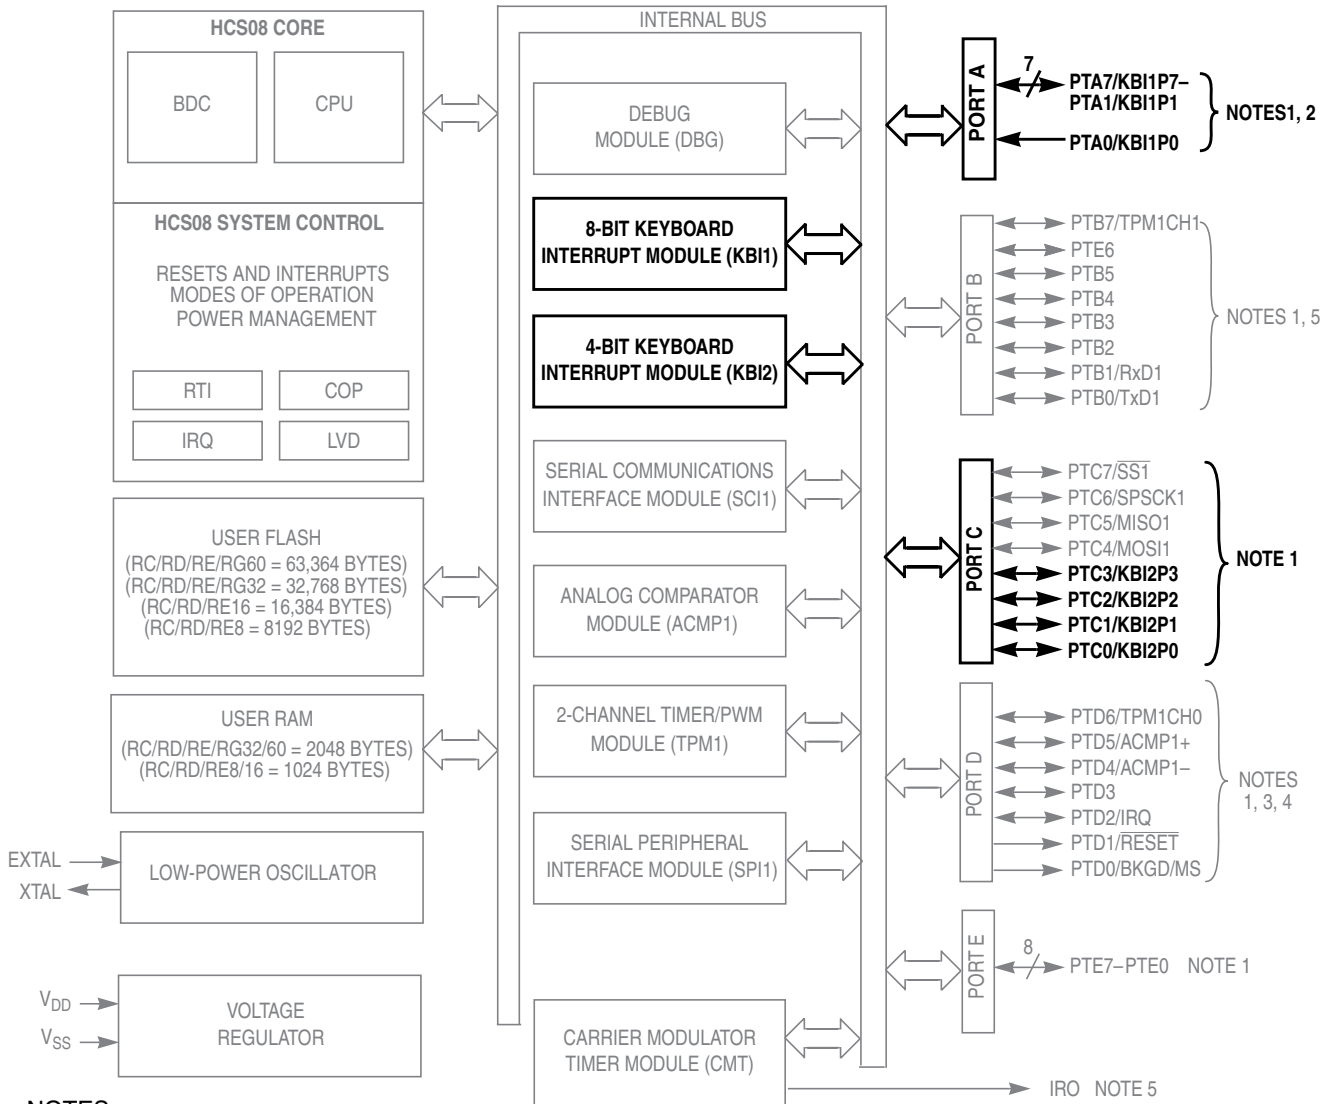 HCS08 CORE
BDC
CPU
HCS08 SYSTEM CONTROL
RESETS AND INTERRUPTS
MODES OF OPERATION
POWER MANAGEMENT
RTI
COP
IRQ
LVD
USER FLASH
(RC/RD/RE/RG60 = 63,364 BYTES)
(RC/RD/RE/RG32 = 32,768 BYTES)
(RC/RD/RE16 = 16,384 BYTES)
(RC/RD/RE8 = 8192 BYTES)
USER RAM
(RC/RD/RE/RG32/60 = 2048 BYTES)
(RC/RD/RE8/16 = 1024 BYTES)
EXTAL
XTAL
LOW-POWER OSCILLATOR
VDD
VSS
VOLTAGE
REGULATOR
INTERNAL BUS
DEBUG
MODULE (DBG)
8-BIT KEYBOARD
INTERRUPT MODULE (KBI1)
4-BIT KEYBOARD
INTERRUPT MODULE (KBI2)
SERIAL COMMUNICATIONS
INTERFACE MODULE (SCI1)
ANALOG COMPARATOR
MODULE (ACMP1)
2-CHANNEL TIMER/PWM
MODULE (TPM1)
SERIAL PERIPHERAL
INTERFACE MODULE (SPI1)
CARRIER MODULATOR
TIMER MODULE (CMT)
PORT A
7
PTA7/KBI1P7–
PTA1/KBI1P1
PTA0/KBI1P0
NOTES1, 2
PORT B
PTB7/TPM1CH1
PTE6
PTB5
PTB4
PTB3
PTB2
PTB1/RxD1
PTB0/TxD1
NOTES 1, 5
PORT C
PTC7/SS1
PTC6/SPSCK1
PTC5/MISO1
PTC4/MOSI1
PTC3/KBI2P3
PTC2/KBI2P2
PTC1/KBI2P1
PTC0/KBI2P0
NOTE 1
PORT D
PTD6/TPM1CH0
PTD5/ACMP1+
PTD4/ACMP1–
PTD3
PTD2/IRQ
PTD1/RESET
PTD0/BKGD/MS
NOTES
1, 3, 4
PORT E
8
PTE7–PTE0 NOTE 1
IRO NOTE 5